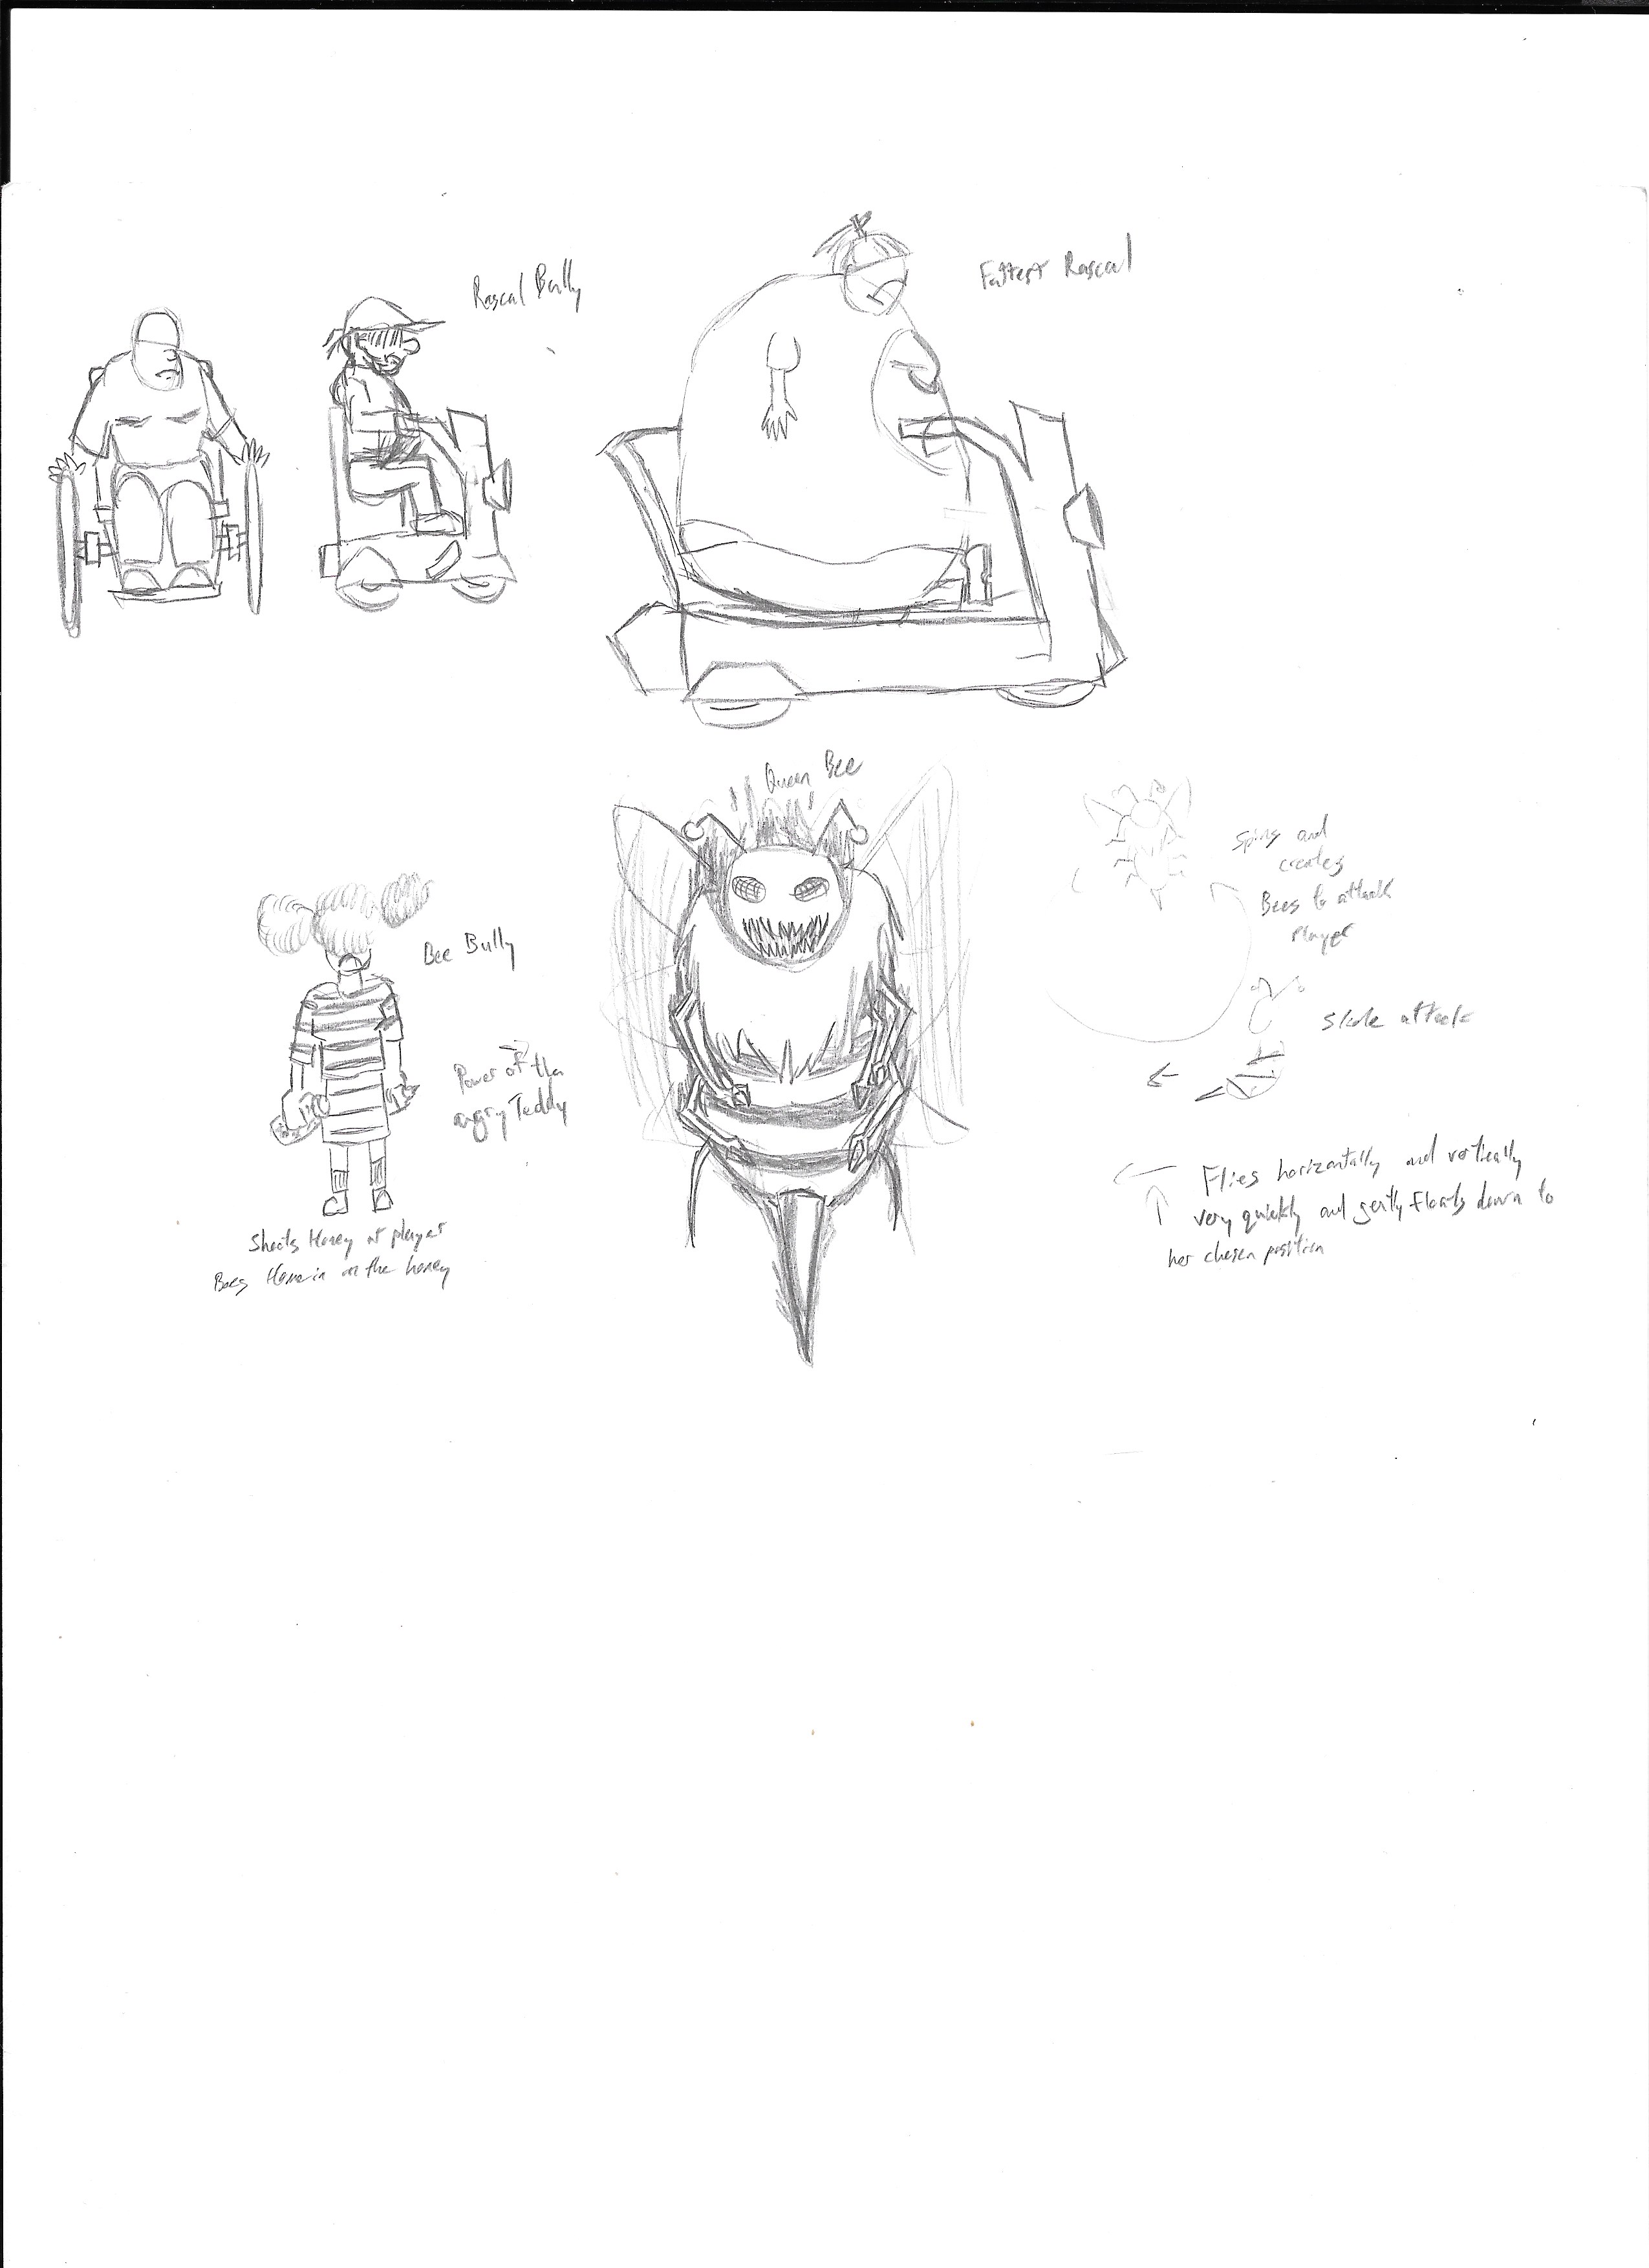 Rascal Bully
Fattest Rascal
Queen Bee
Spins and
creates
Bees to attack
Player
Bee Bully
Slide attack
Power of the
angry Teddy
Flies horizontally and vertically
very quickly and gently floats down to
her chosen position
Shoots Honey at player
Bees Home in on the honey